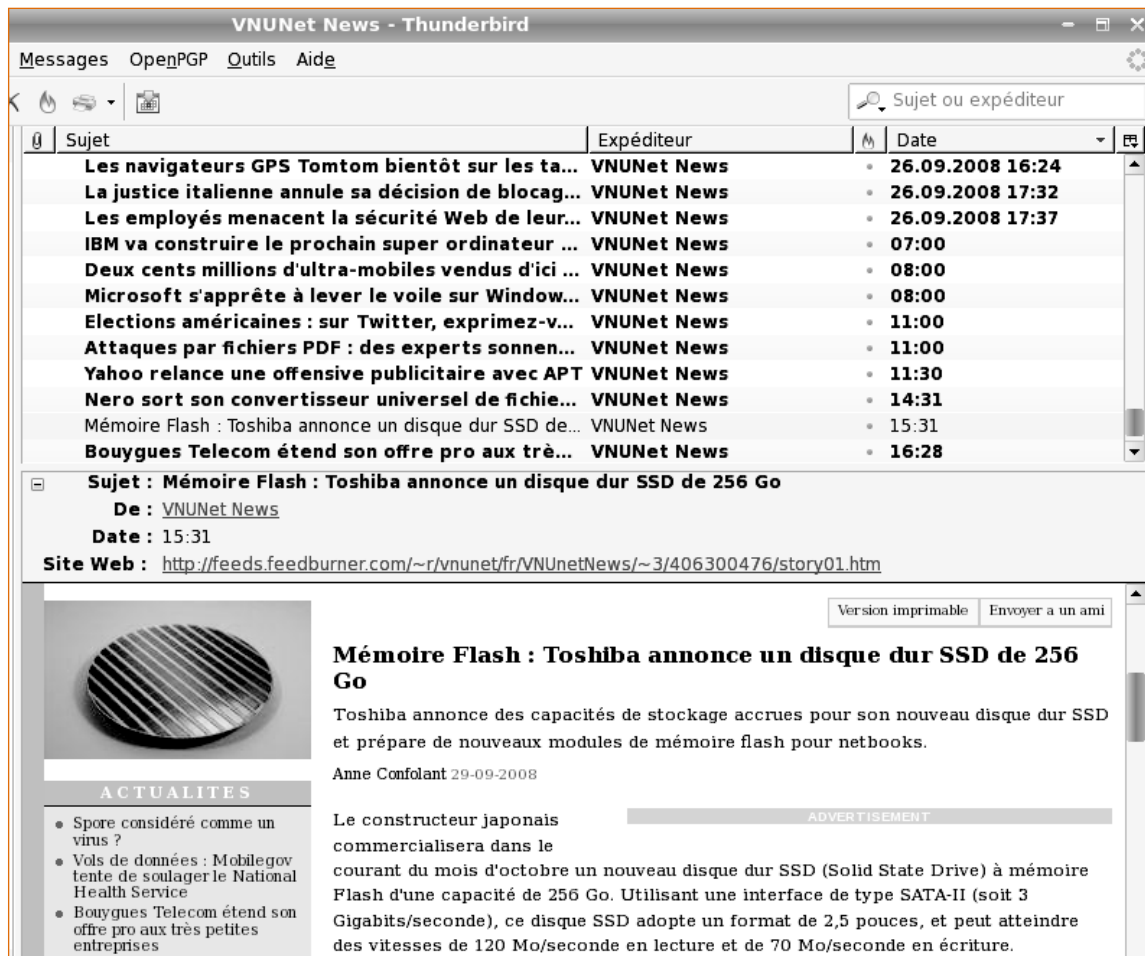 VNUNet News - Thunderbird
Messages OpenPGP Outils Aide
Sujet ou expéditeur
Sujet Expéditeur Date
Les navigateurs GPS Tomtom bientôt sur les ta... VNUNet News 26.09.2008 16:24
La justice italienne annule sa décision de blocag... VNUNet News 26.09.2008 17:32
Les employés menacent la sécurité Web de leur... VNUNet News 26.09.2008 17:37
IBM va construire le prochain super ordinateur ... VNUNet News 07:00
Deux cents millions d'ultra-mobiles vendus d'ici ... VNUNet News 08:00
Microsoft s'apprête à lever le voile sur Window... VNUNet News 08:00
Elections américaines : sur Twitter, exprimez-v... VNUNet News 11:00
Attaques par fichiers PDF : des experts sonnen... VNUNet News 11:00
Yahoo relance une offensive publicitaire avec APT VNUNet News 11:30
Nero sort son convertisseur universel de fichie... VNUNet News 14:31
Mémoire Flash : Toshiba annonce un disque dur SSD de... VNUNet News 15:31
Bouygues Telecom étend son offre pro aux trè... VNUNet News 16:28
Sujet : Mémoire Flash : Toshiba annonce un disque dur SSD de 256 Go
De : VNUNet News
Date : 15:31
Site Web : http://feeds.feedburner.com/~r/vnunet/fr/VNUnetNews/~3/406300476/story01.htm
Version imprimable Envoyer a un ami
Mémoire Flash : Toshiba annonce un disque dur SSD de 256
Go
Toshiba annonce des capacités de stockage accrues pour son nouveau disque dur SSD
et prépare de nouveaux modules de mémoire flash pour netbooks.
Anne Confolant 29-09-2008
ACTUALITES
Spore considéré comme un
virus ?
Vols de données : Mobilegov
tente de soulager le National
Health Service
Bouygues Telecom étend son
offre pro aux très petites
entreprises
ADVERTISEMENT
Le constructeur japonais
commercialisera dans le
courant du mois d'octobre un nouveau disque dur SSD (Solid State Drive) à mémoire
Flash d'une capacité de 256 Go. Utilisant une interface de type SATA-II (soit 3
Gigabits/seconde), ce disque SSD adopte un format de 2,5 pouces, et peut atteindre
des vitesses de 120 Mo/seconde en lecture et de 70 Mo/seconde en écriture.